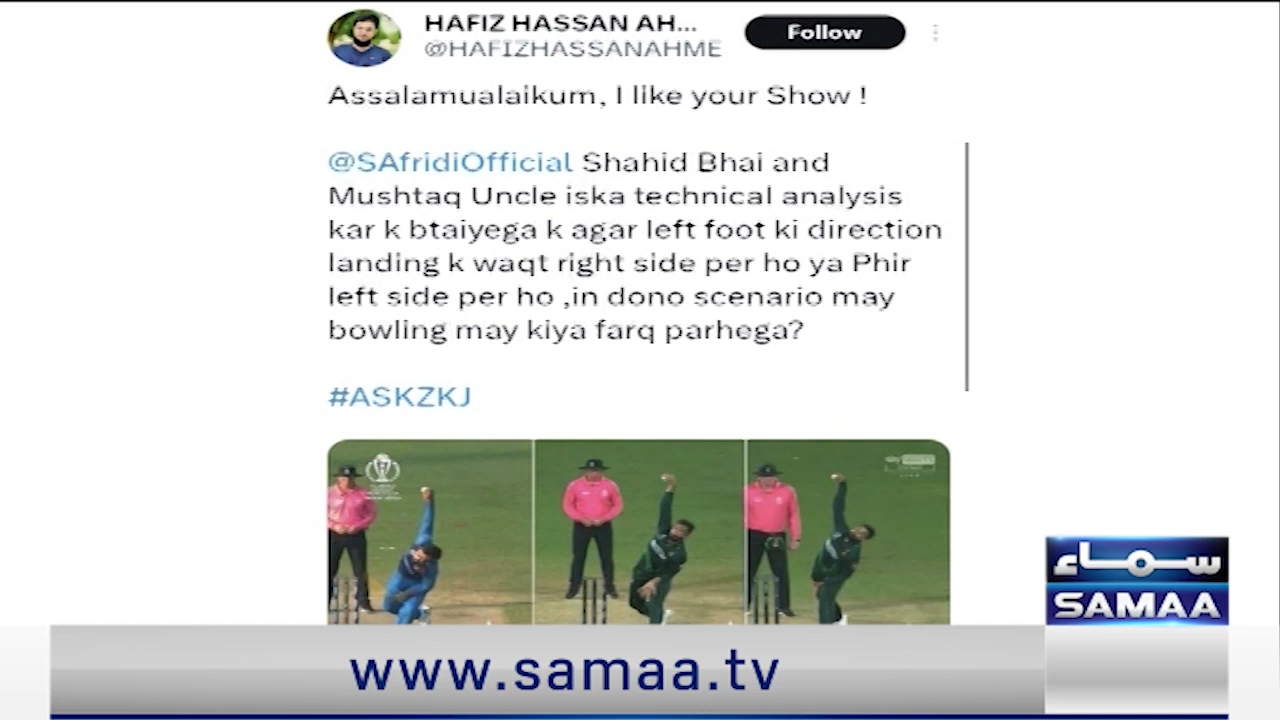 HAFIZ HASSAN AH...
Follow
@HAFIZHASSANAHME
Assalamualaikum, I like your Show !
@SAfridiOfficial Shahid Bhai and
Mushtaq Uncle iska technical analysis
kar k btaiyega k agar left foot ki direction
landing k waqt right side per ho ya Phir
left side per ho ,in dono scenario may
bowling may kiya farq parhega?
#ASKZKJ
سماء
SAMAA
www.samaa.tv